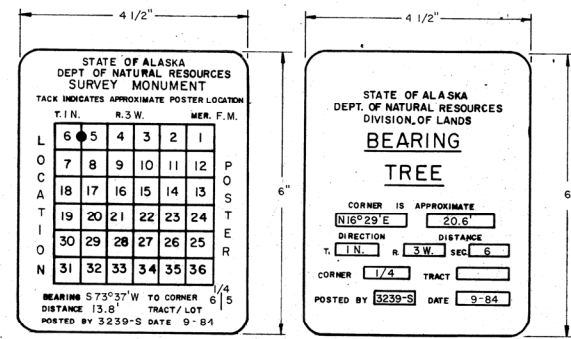 4 1/2"
STATE OF ALASKA
DEPT OF NATURAL RESOURCES
SURVEY MONUMENT
TACK INDICATES APPROXIMATE POSTER LOCATION
T. 1 N. R. 3 W. MER. F.M.
LOCATION
6 5 4 3 2 1
7 8 9 10 11 12
18 17 16 15 14 13
19 20 21 22 23 24
30 29 28 27 26 25
31 32 33 34 35 36
POSTER
BEARING S 73°37'W TO CORNER 1/4 6 5
DISTANCE 13.8' TRACT/LOT
POSTED BY 3239-S DATE 9-84
6"
4 1/2"
STATE OF ALASKA
DEPT. OF NATURAL RESOURCES
DIVISION OF LANDS
BEARING
TREE
CORNER IS APPROXIMATE
N16°29'E 20.6'
DIRECTION DISTANCE
T. 1 N. R. 3 W. SEC. 6
CORNER 1/4 TRACT
POSTED BY 3239-S DATE 9-84
6